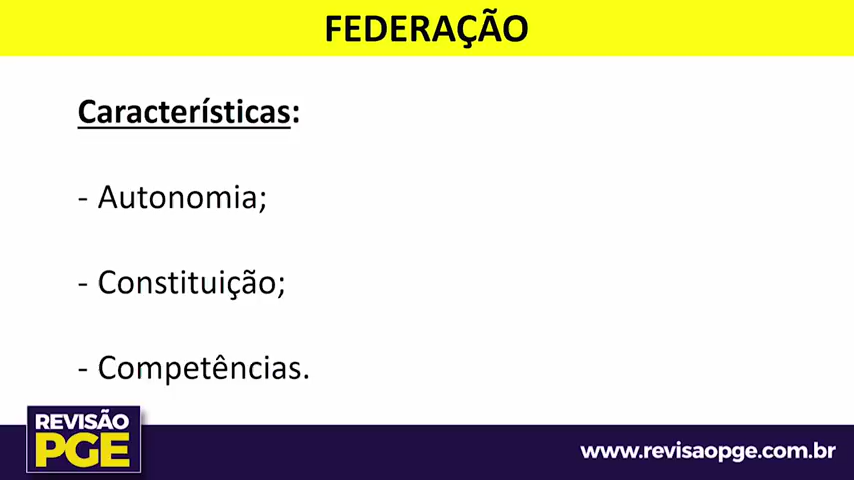 FEDERAÇÃO
Características:
- Autonomia;
- Constituição;
- Competências.
REVISÃO
PGE
www.revisaopge.com.br